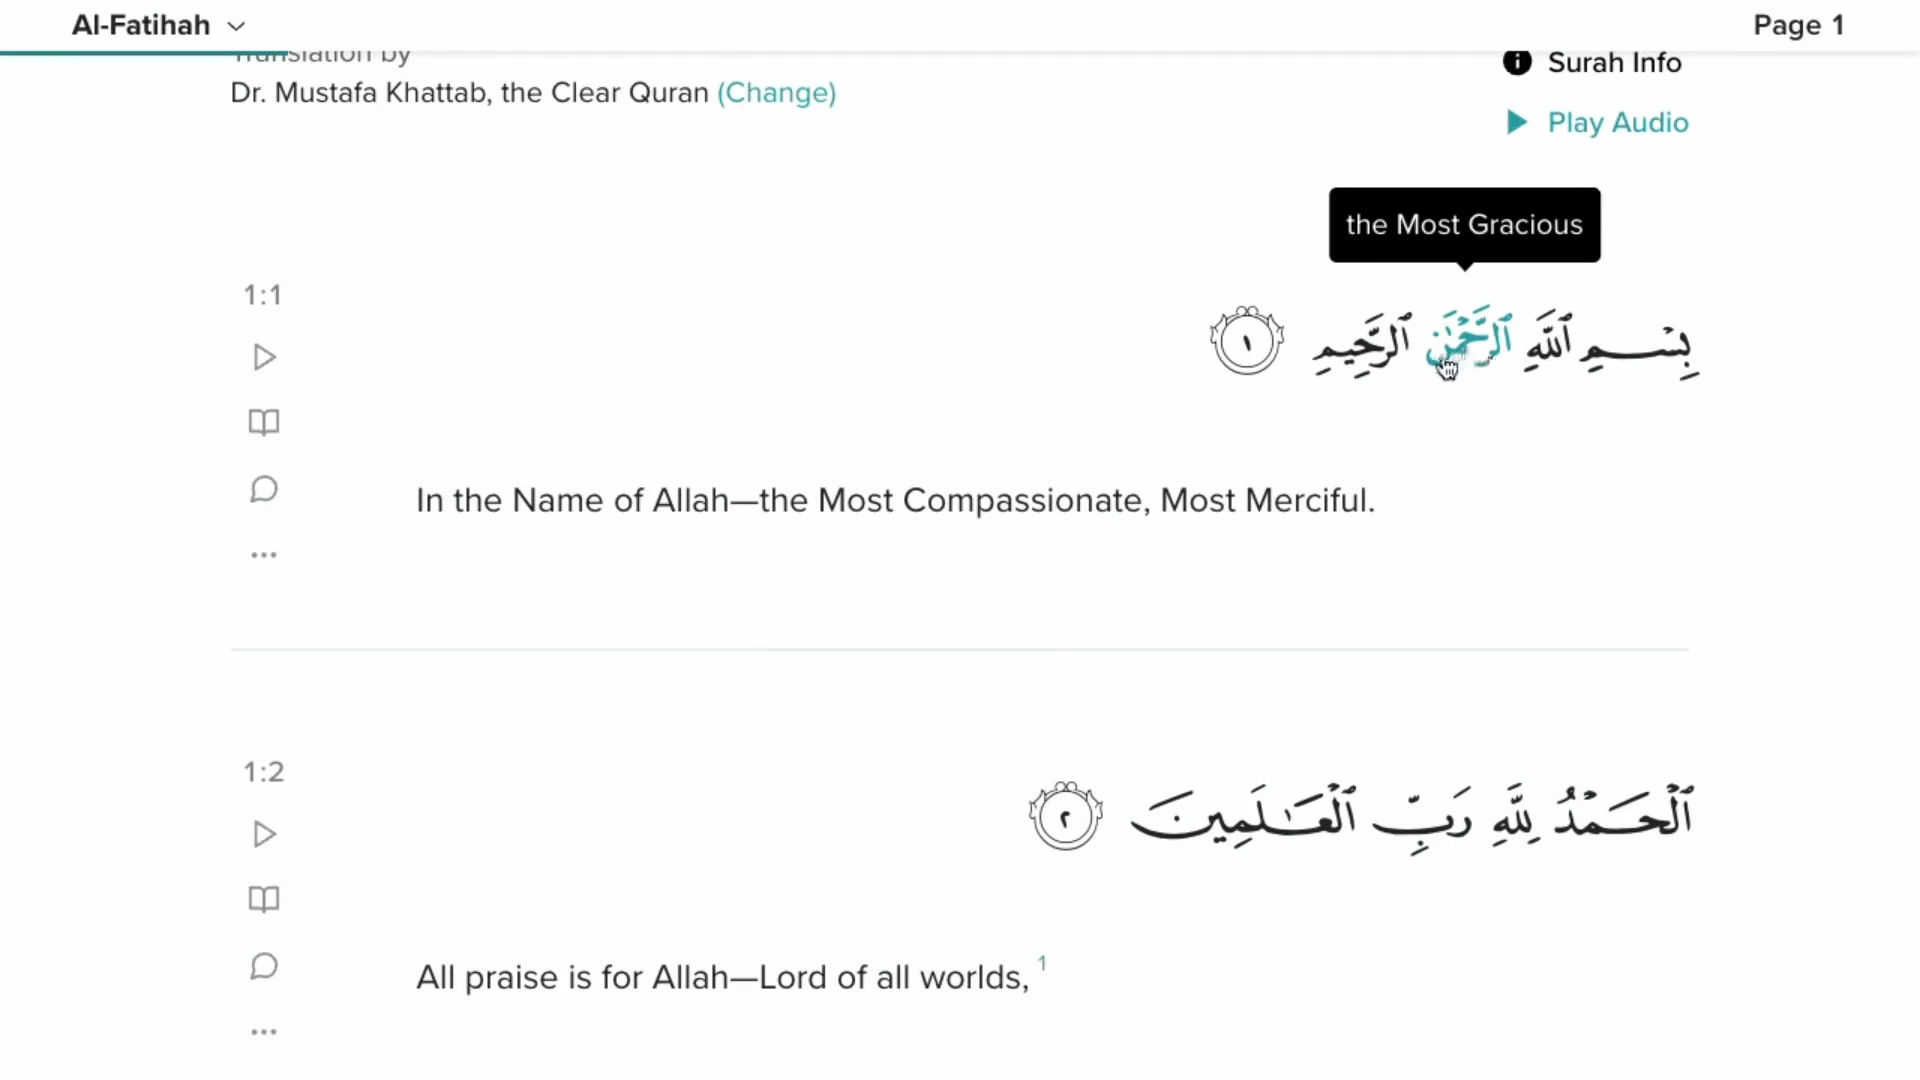 Al-Fatihah
Page 1
Translation by
Dr. Mustafa Khattab, the Clear Quran (Change)
Surah Info
Play Audio
the Most Gracious
1:1
بِسْمِ ٱللَّهِ ٱلرَّحْمَـٰنِ ٱلرَّحِيمِ ١
In the Name of Allah—the Most Compassionate, Most Merciful.
1:2
ٱلْحَمْدُ لِلَّهِ رَبِّ ٱلْعَـٰلَمِينَ ٢
All praise is for Allah—Lord of all worlds, 1